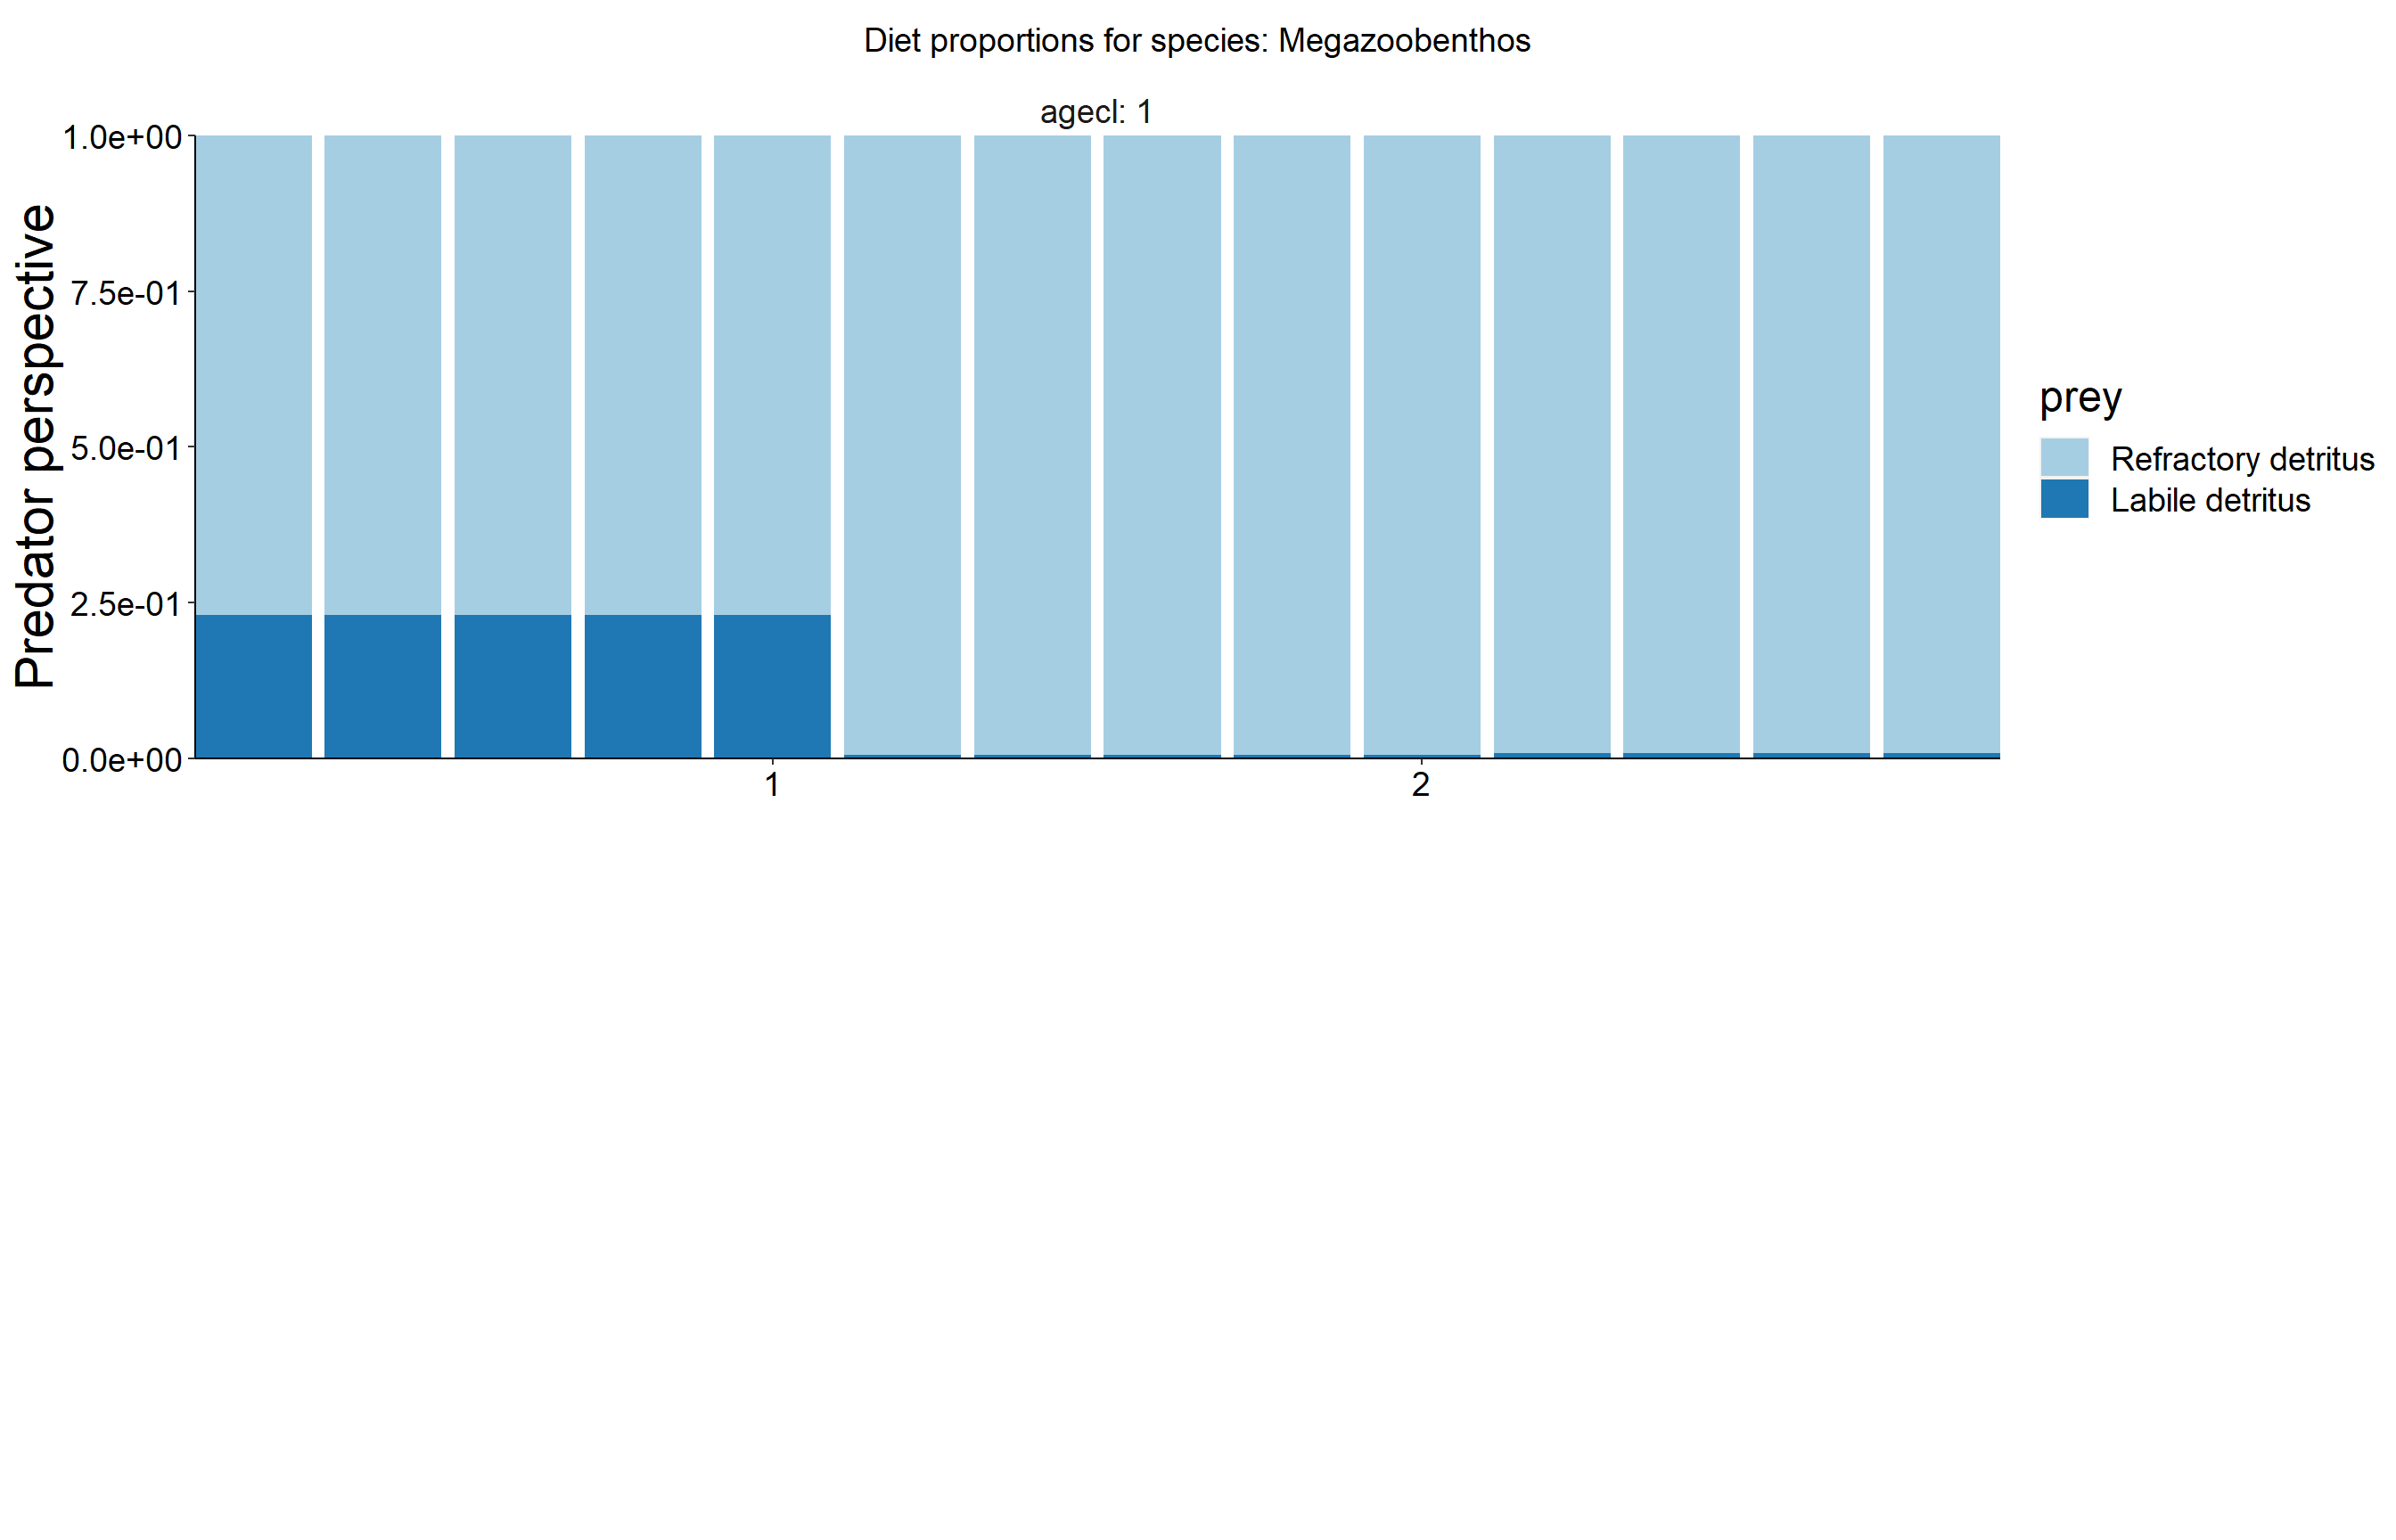 Diet proportions for species: Megazoobenthos
agecl: 1
Predator perspective
1.0e+00
7.5e-01
5.0e-01
2.5e-01
0.0e+00
1
2
prey
Refractory detritus
Labile detritus